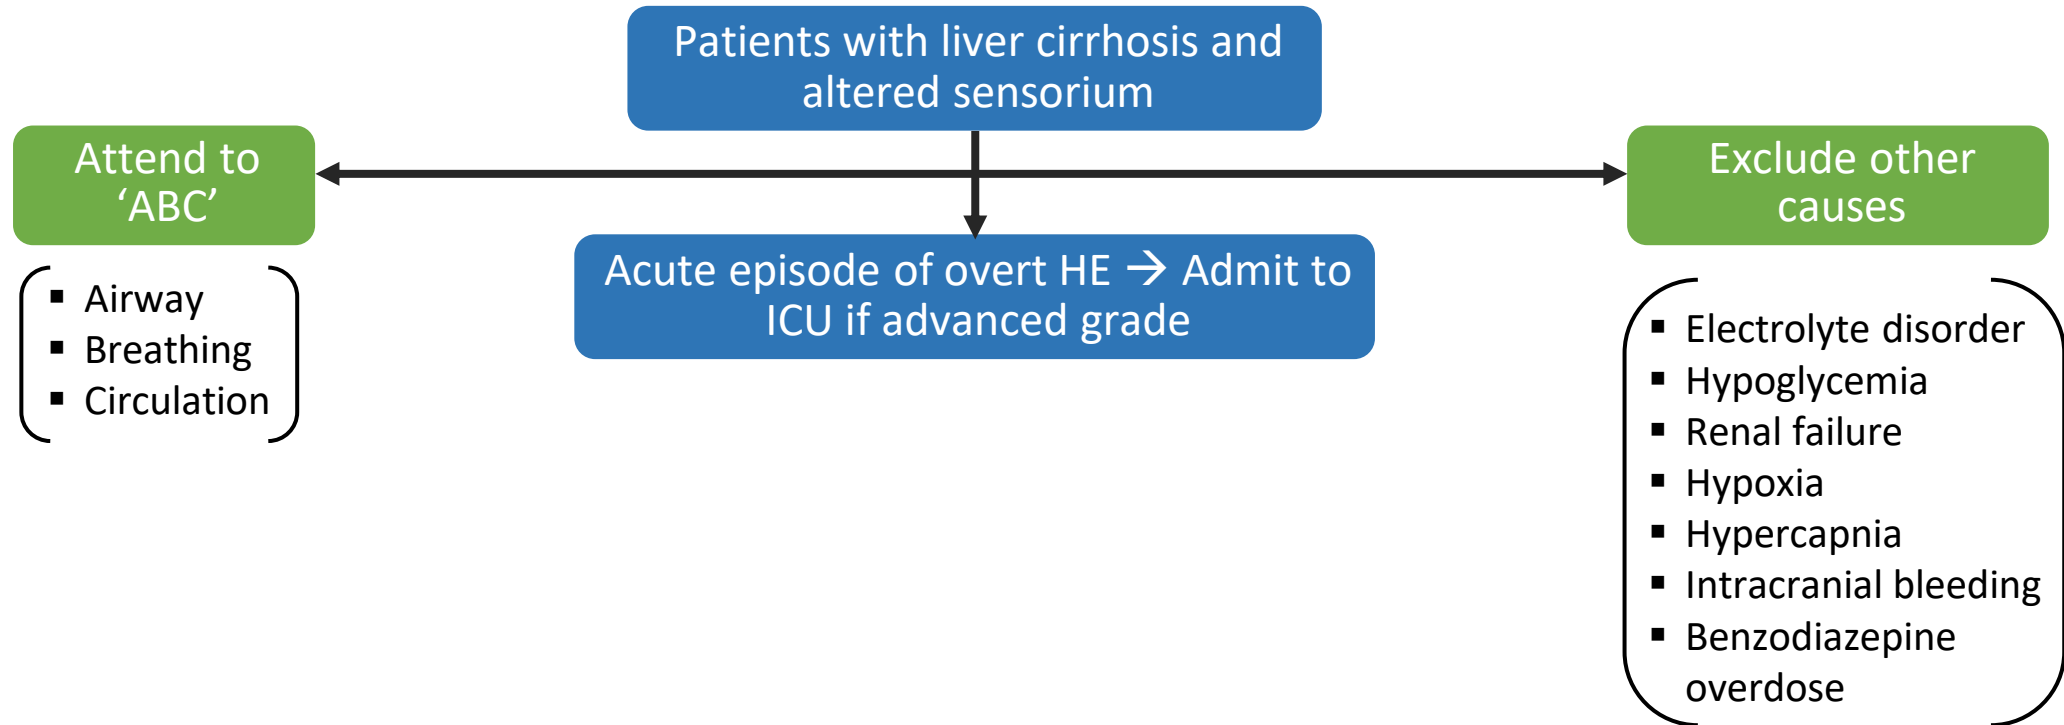 Patients with liver cirrhosis and
altered sensorium
Attend to
‘ABC’
▪ Airway
▪ Breathing
▪ Circulation
Acute episode of overt HE → Admit to
ICU if advanced grade
Exclude other
causes
▪ Electrolyte disorder
▪ Hypoglycemia
▪ Renal failure
▪ Hypoxia
▪ Hypercapnia
▪ Intracranial bleeding
▪ Benzodiazepine
overdose